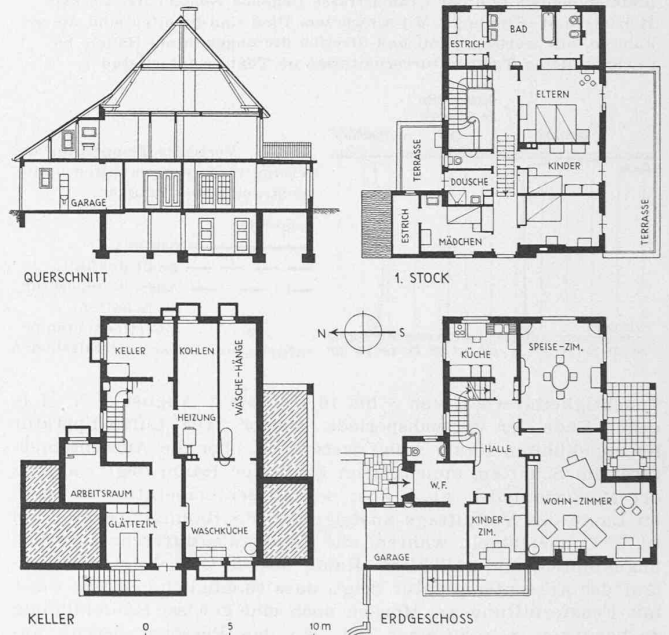 GARAGE
QUERSCHNITT
ESTRICH
BAD
ELTERN
TERRASSE
KINDER
DOUSCHE
ESTRICH
MÄDCHEN
TERRASSE
1. STOCK
N S
KELLER
KOHLEN
WÄSCHE-HÄNGE
HEIZUNG
ARBEITSRAUM
GLÄTTEZIM.
WASCHKÜCHE
KELLER
KÜCHE
SPEISE-ZIM.
HALLE
W.F.
WOHN-ZIMMER
KINDER-
ZIM.
GARAGE
ERDGESCHOSS
0 5 10 m